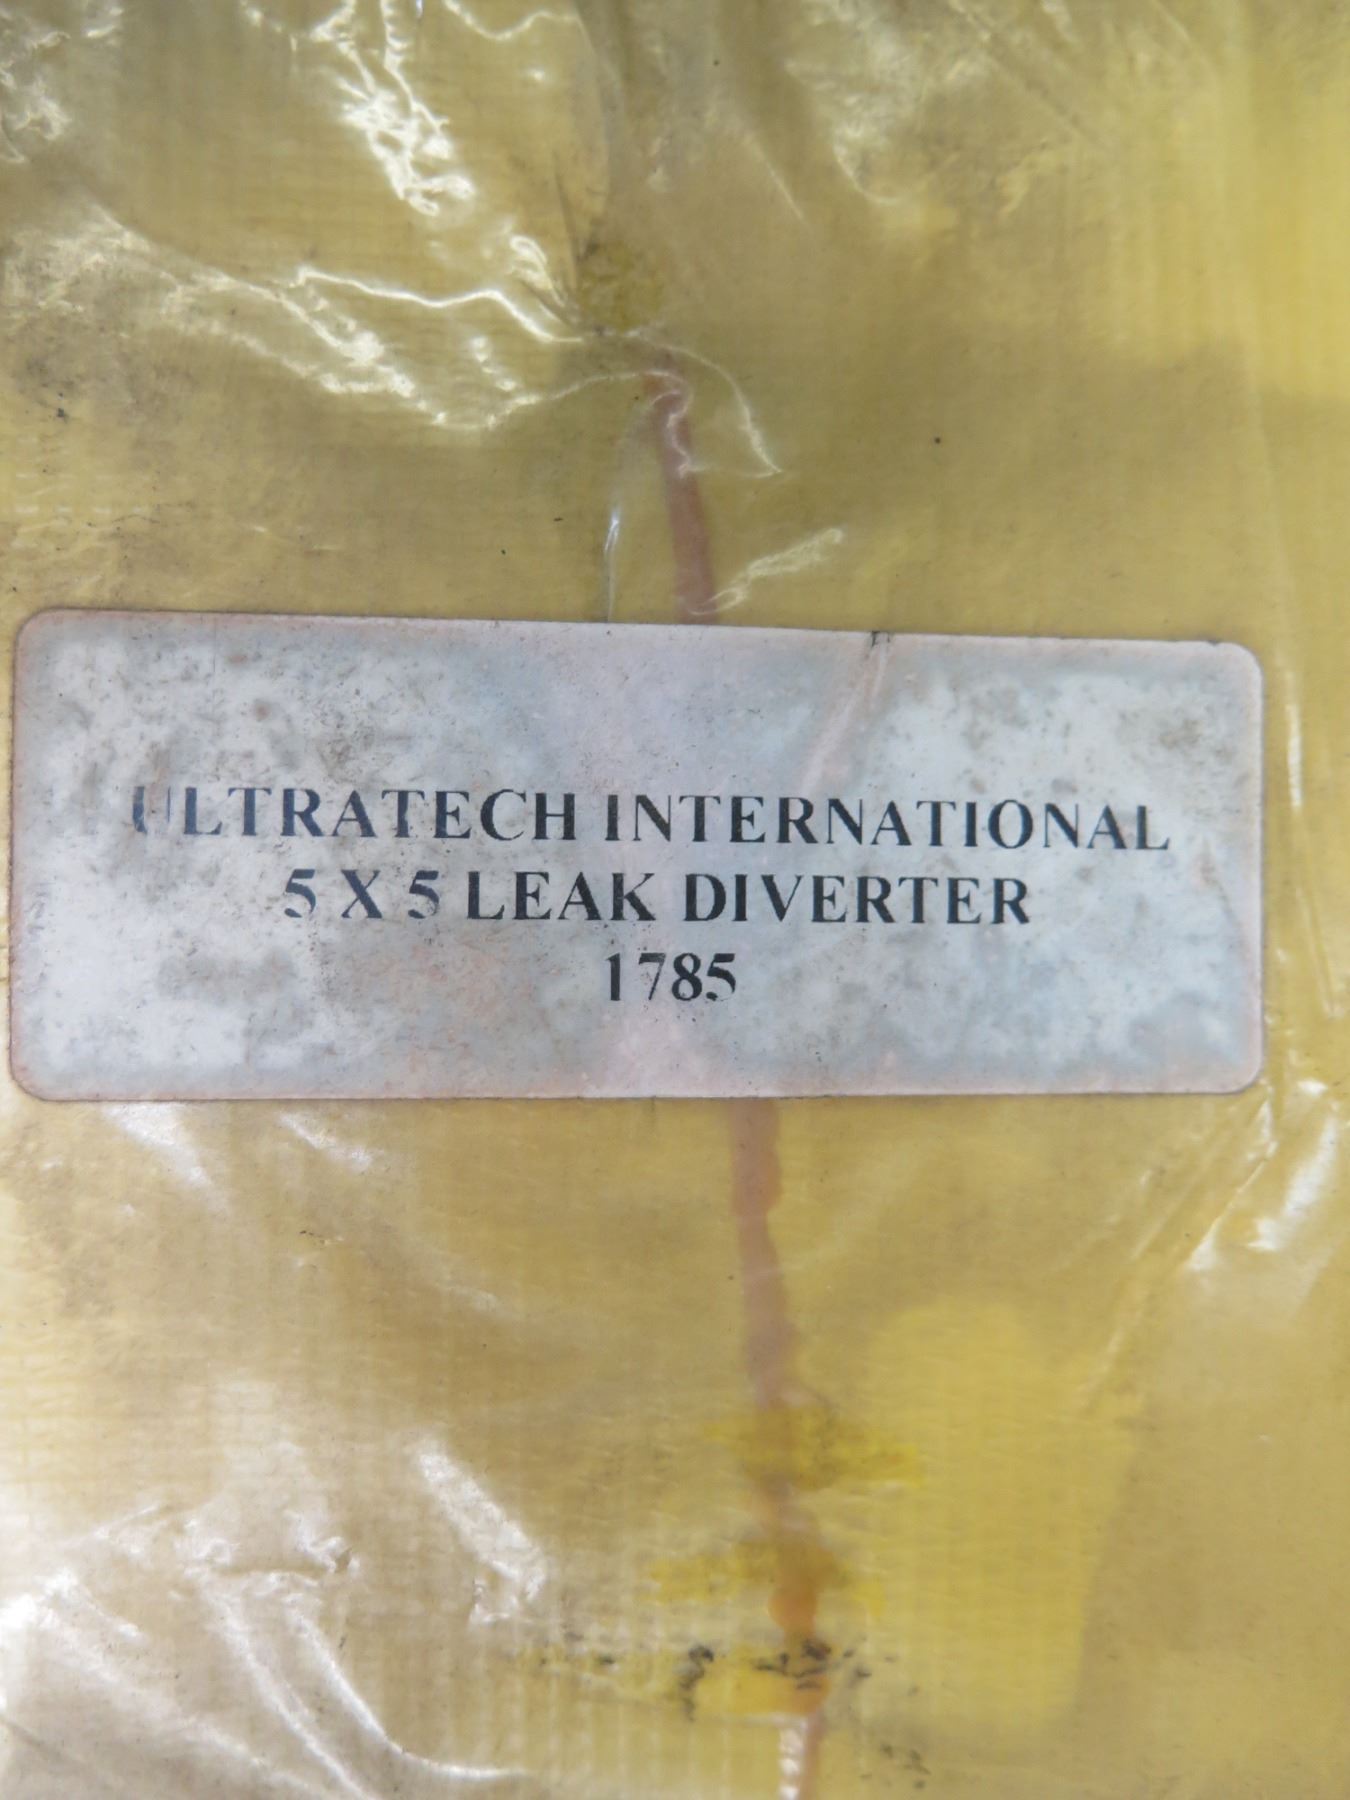 ULTRATECH INTERNATIONAL
5 X 5 LEAK DIVERTER
1785